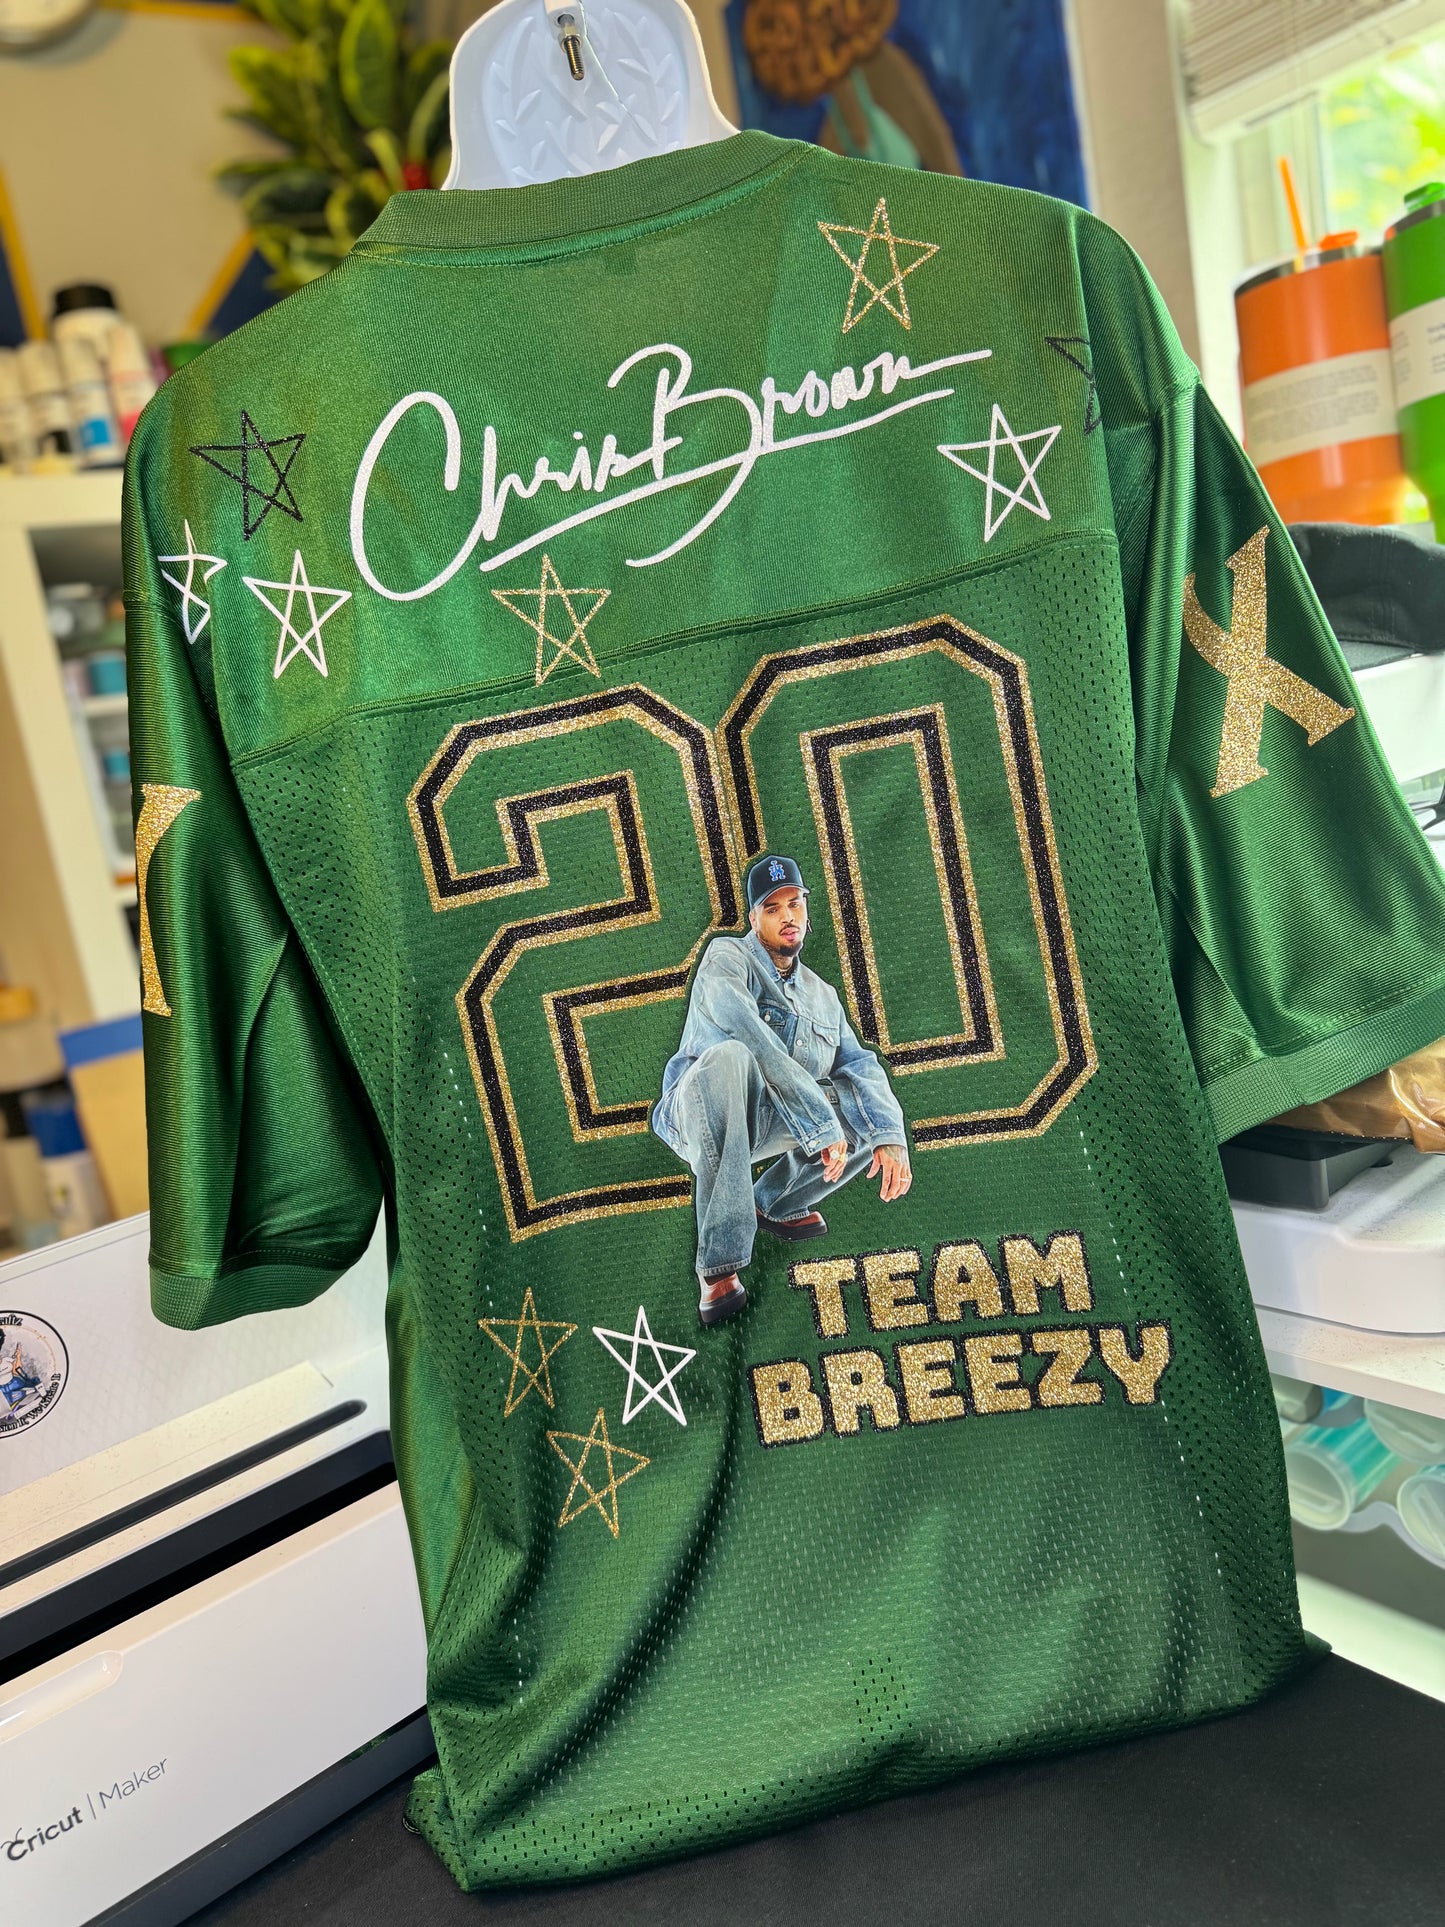 Chris Brown
X
X
20
TEAM
BREEZY
Cricut | Maker